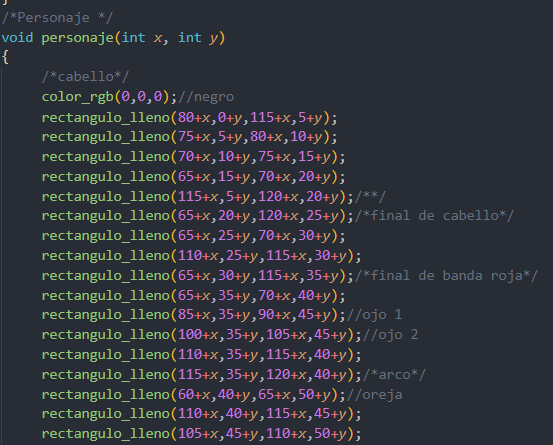 }
/*Personaje */
void personaje(int x, int y)
{
/*cabello*/
color_rgb(0,0,0);//negro
rectangulo_lleno(80+x,0+y,115+x,5+y);
rectangulo_lleno(75+x,5+y,80+x,10+y);
rectangulo_lleno(70+x,10+y,75+x,15+y);
rectangulo_lleno(65+x,15+y,70+x,20+y);
rectangulo_lleno(115+x,5+y,120+x,20+y);/**/
rectangulo_lleno(65+x,20+y,120+x,25+y);/*final de cabello*/
rectangulo_lleno(65+x,25+y,70+x,30+y);
rectangulo_lleno(110+x,25+y,115+x,30+y);
rectangulo_lleno(65+x,30+y,115+x,35+y);/*final de banda roja*/
rectangulo_lleno(65+x,35+y,70+x,40+y);
rectangulo_lleno(85+x,35+y,90+x,45+y);//ojo 1
rectangulo_lleno(100+x,35+y,105+x,45+y);//ojo 2
rectangulo_lleno(110+x,35+y,115+x,40+y);
rectangulo_lleno(115+x,35+y,120+x,40+y);/*arco*/
rectangulo_lleno(60+x,40+y,65+x,50+y);//oreja
rectangulo_lleno(110+x,40+y,115+x,45+y);
rectangulo_lleno(105+x,45+y,110+x,50+y);